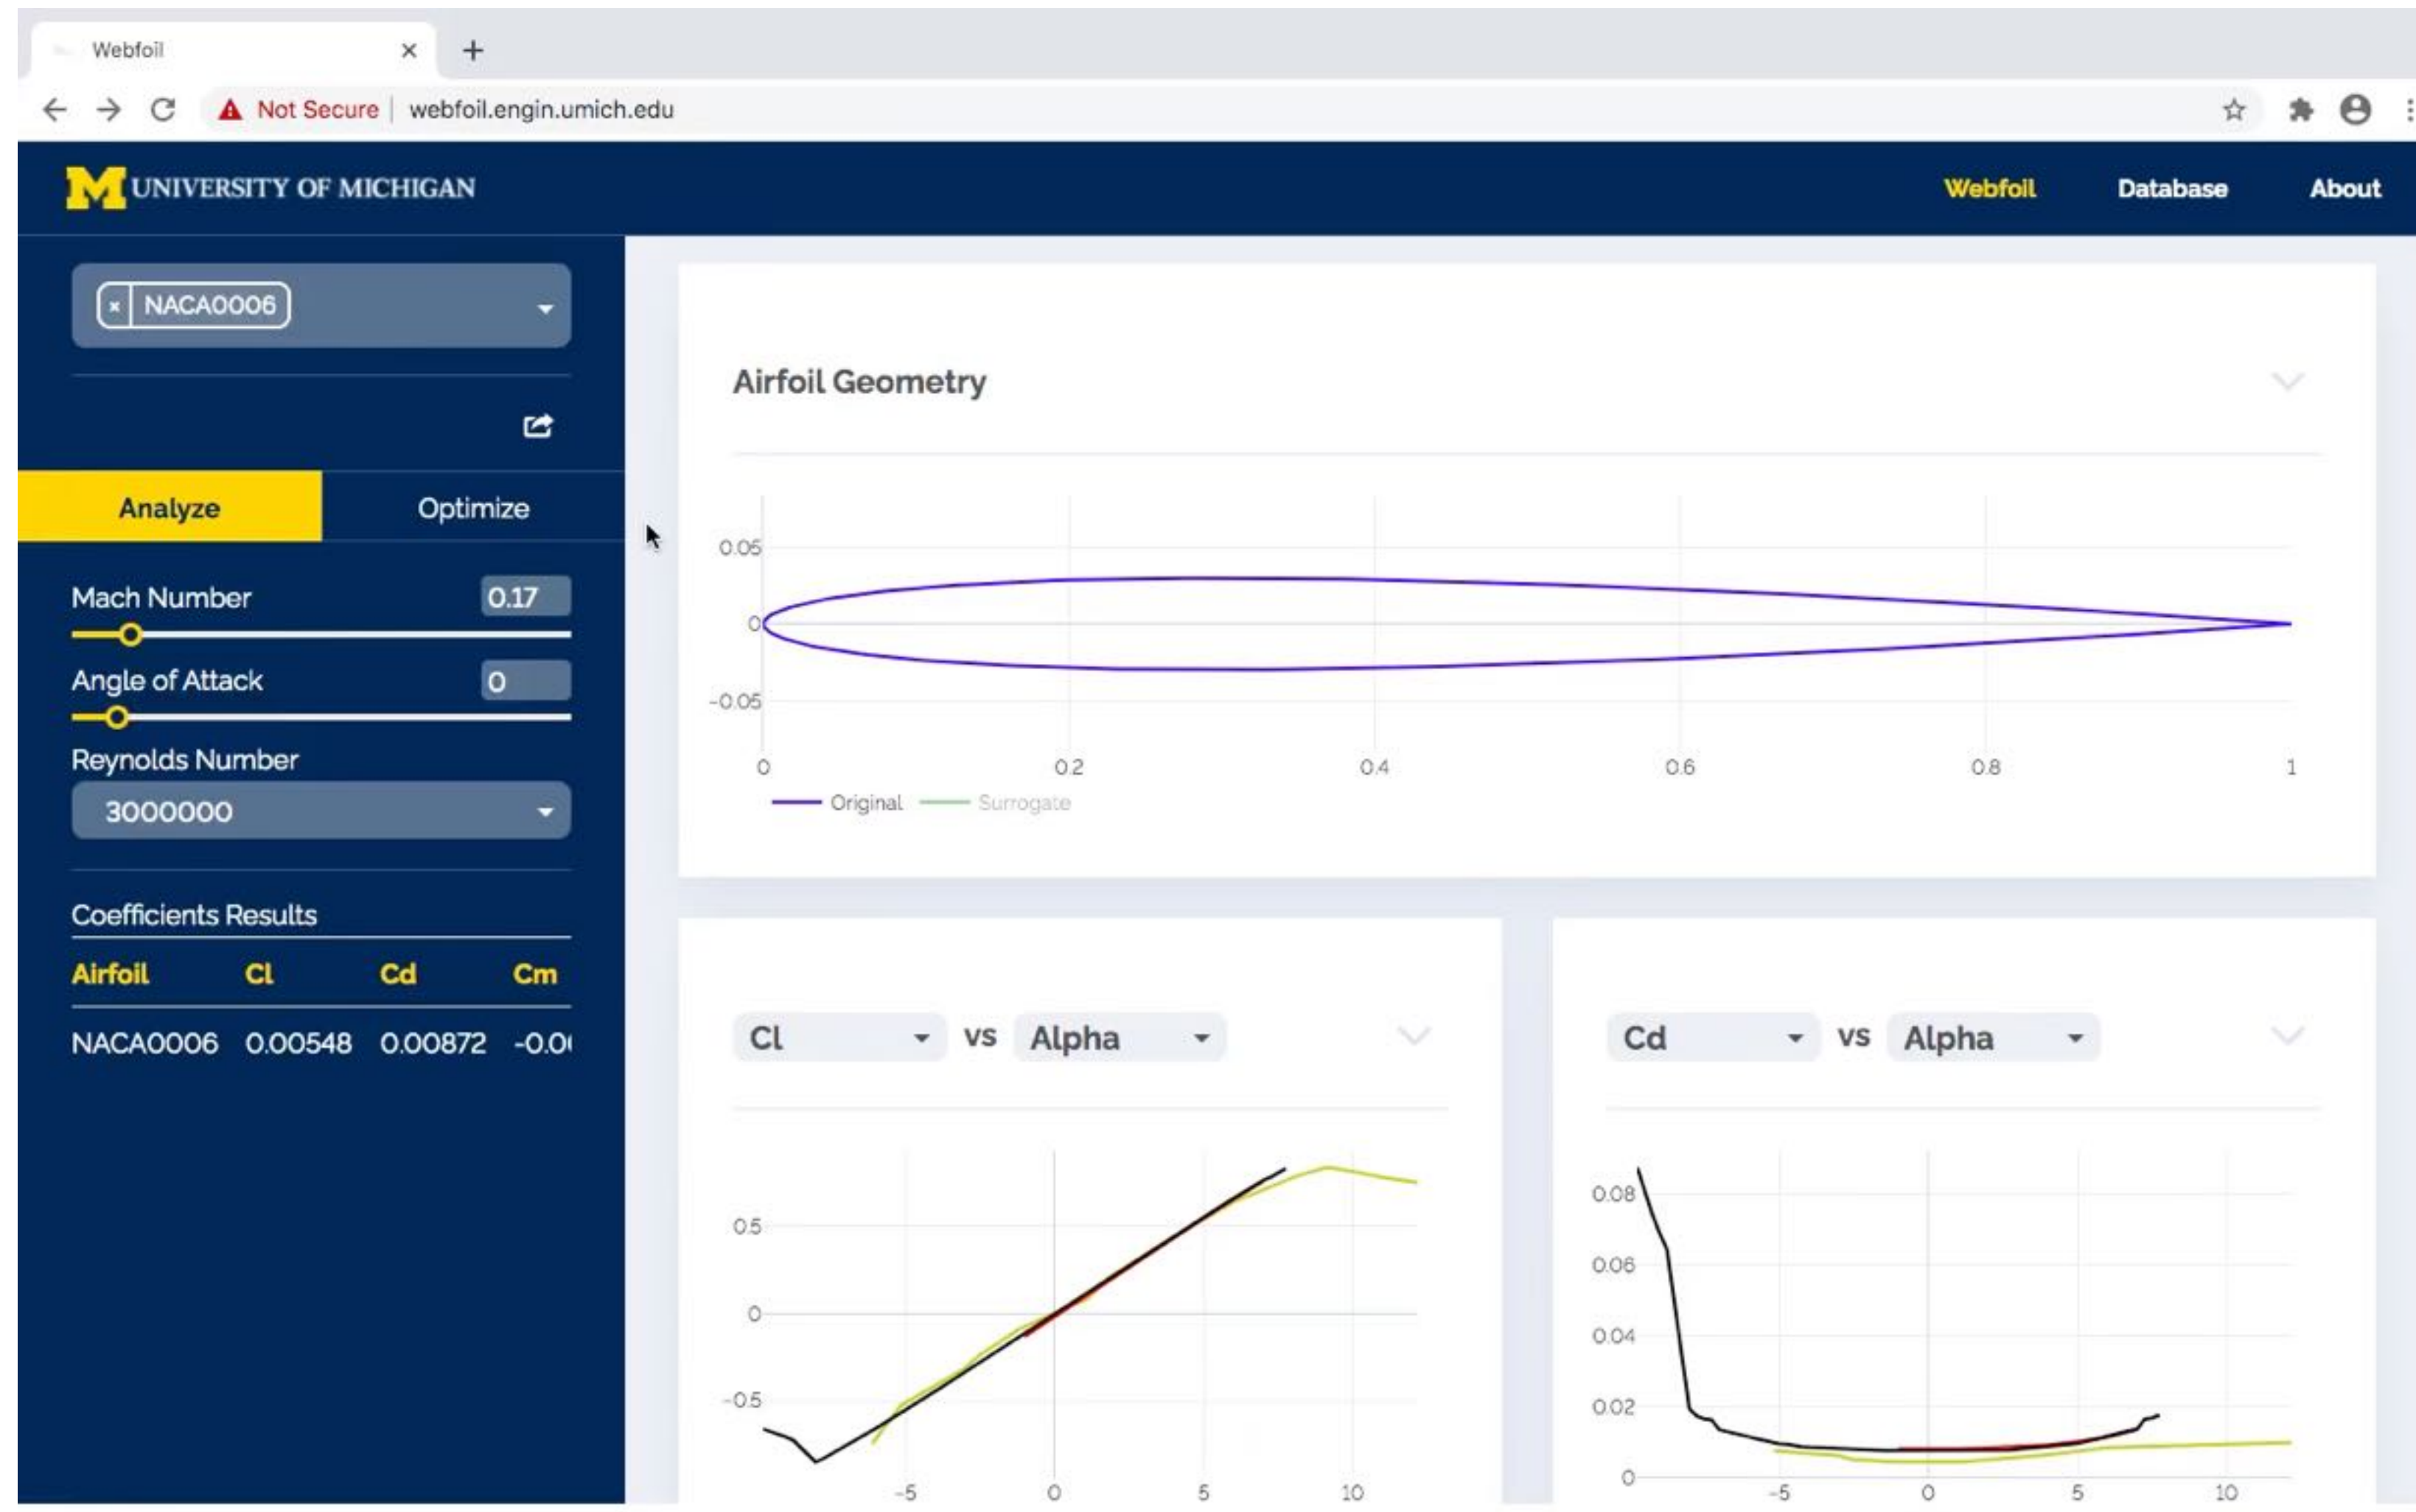 Webfoil
Not Secure webfoil.engin.umich.edu
M UNIVERSITY OF MICHIGAN
Webfoil Database About
× NACA0006
Analyze Optimize
Mach Number 0.17
Angle of Attack 0
Reynolds Number
3000000
Coefficients Results
Airfoil Cl Cd Cm
NACA0006 0.00548 0.00872 -0.0
Airfoil Geometry
0.05
0
-0.05
0 0.2 0.4 0.6 0.8 1
Original Surrogate
Cl vs Alpha
0.5
0
-0.5
-5 0 5 10
Cd vs Alpha
0.08
0.06
0.04
0.02
0
-5 0 5 10